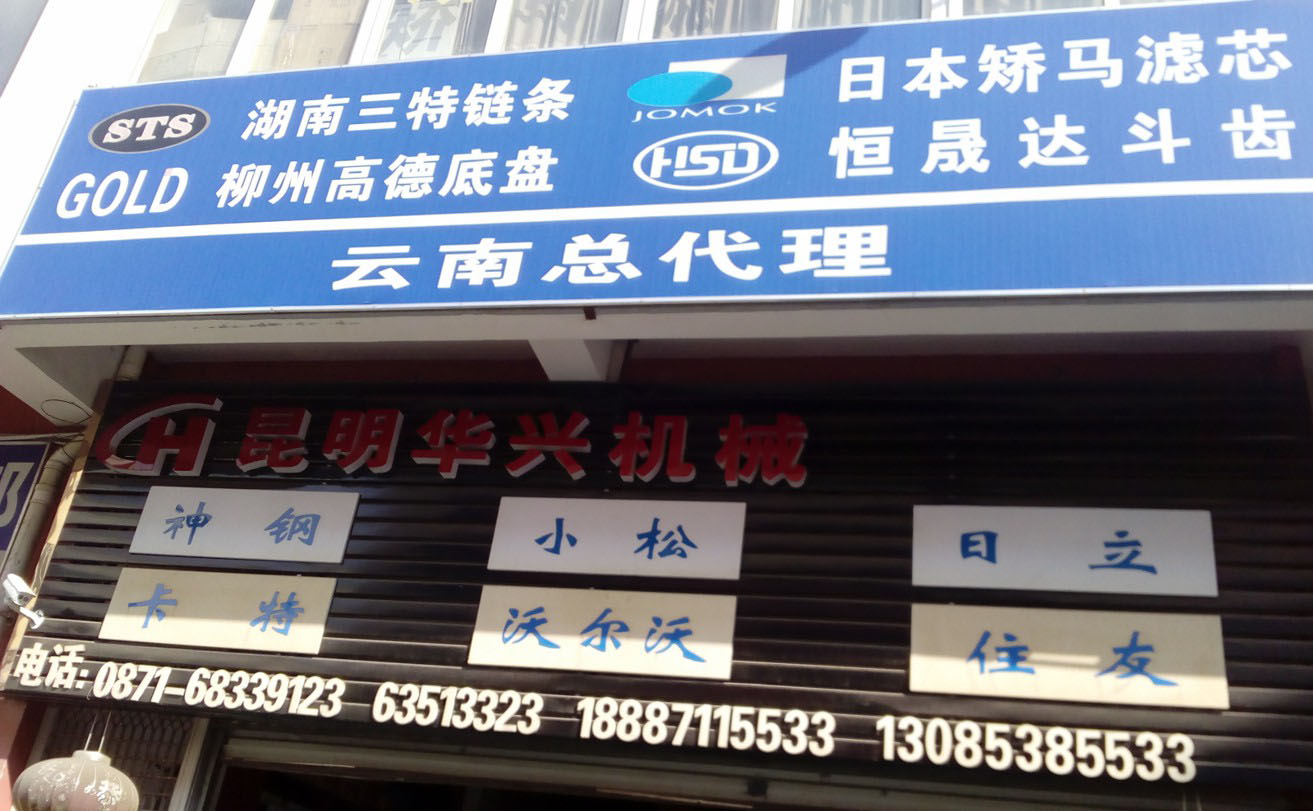 STS 湖南三特链条 JOMOK 日本矫马滤芯
GOLD 柳州高德底盘 HSD 恒晟达斗齿
云南总代理
H 昆明华兴机械
神钢 小松 日立
卡特 沃尔沃 住友
电话: 0871-68339123 63513323 18887115533 13085385533